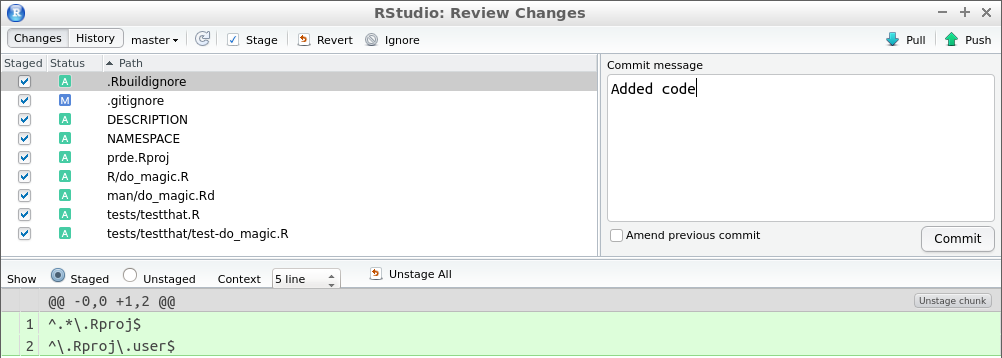 RStudio: Review Changes
Changes History master Stage Revert Ignore Pull Push
Staged Status Path
A .Rbuildignore
M .gitignore
A DESCRIPTION
A NAMESPACE
A prde.Rproj
A R/do_magic.R
A man/do_magic.Rd
A tests/testthat.R
A tests/testthat/test-do_magic.R
Commit message
Added code
Amend previous commit Commit
Show Staged Unstaged Context 5 line Unstage All
@@ -0,0 +1,2 @@ Unstage chunk
1 ^.*\.Rproj$
2 ^\.Rproj\.user$